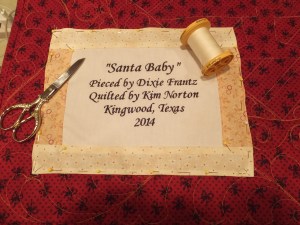 "Santa Baby"
Pieced by Dixie Frantz
Quilted by Kim Norton
Kingwood, Texas
2014